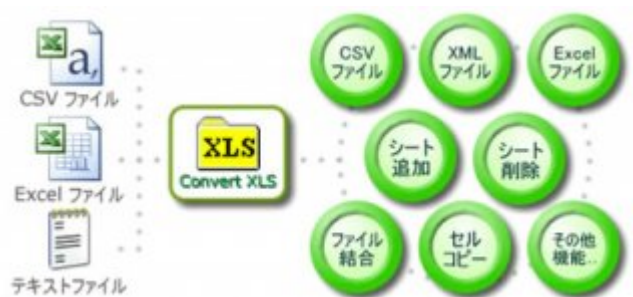 a,
CSV ファイル
Excel ファイル
テキストファイル
XLS
Convert XLS
CSV
ファイル
XML
ファイル
Excel
ファイル
シート
追加
シート
削除
ファイル
結合
セル
コピー
その他
機能...